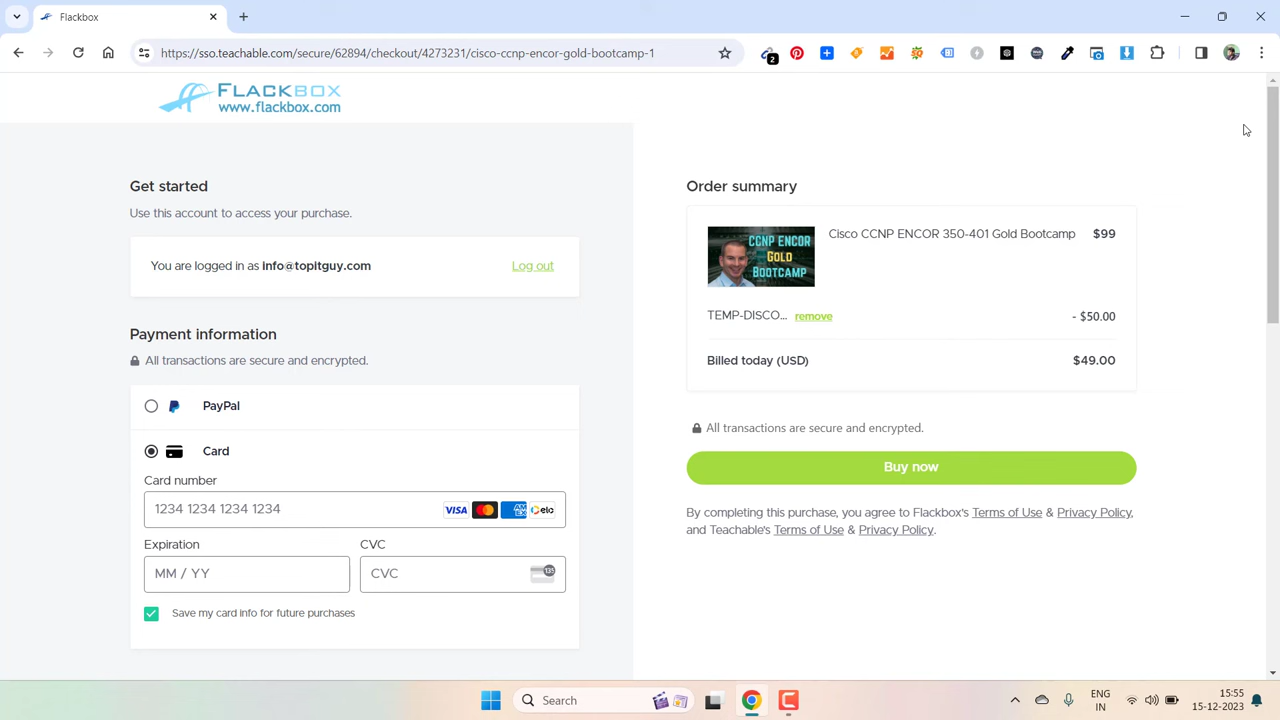 Flackbox
https://sso.teachable.com/secure/62894/checkout/4273231/cisco-ccnp-encor-gold-bootcamp-1
2
FLACKBOX
www.flackbox.com
Get started
Use this account to access your purchase.
You are logged in as info@topitguy.com
Log out
Payment information
All transactions are secure and encrypted.
PayPal
Card
Card number
1234 1234 1234 1234
VISA
AM
EX
elo
Expiration
CVC
MM / YY
CVC
135
Save my card info for future purchases
Order summary
CCNP ENCOR
GOLD
BOOTCAMP
Cisco CCNP ENCOR 350-401 Gold Bootcamp
$99
TEMP-DISCO...
remove
- $50.00
Billed today (USD)
$49.00
All transactions are secure and encrypted.
Buy now
By completing this purchase, you agree to Flackbox's Terms of Use & Privacy Policy,
and Teachable's Terms of Use & Privacy Policy.
Search
ENG
IN
15:55
15-12-2023